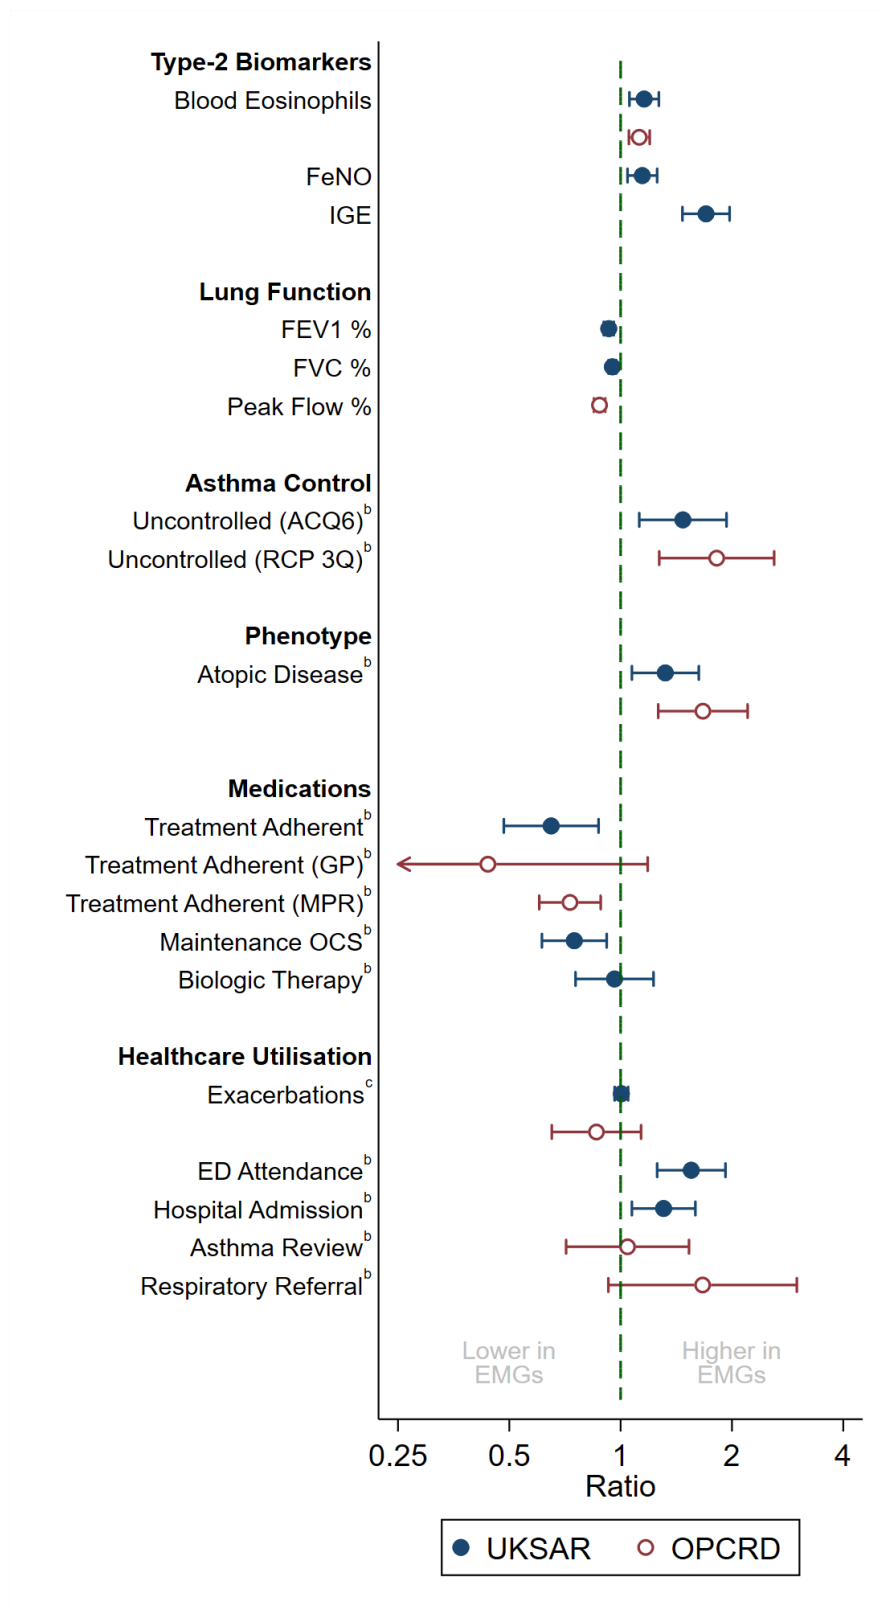 Type-2 Biomarkers
Blood Eosinophils
FeNO
IGE
Lung Function
FEV1 %
FVC %
Peak Flow %
Asthma Control
Uncontrolled (ACQ6)b
Uncontrolled (RCP 3Q)b
Phenotype
Atopic Diseaseb
Medications
Treatment Adherentb
Treatment Adherent (GP)b
Treatment Adherent (MPR)b
Maintenance OCSb
Biologic Therapyb
Healthcare Utilisation
Exacerbationsc
ED Attendanceb
Hospital Admissionb
Asthma Reviewb
Respiratory Referralb
Lower in
EMGs
Higher in
EMGs
0.25 0.5 1 2 4
Ratio
UKSAR OPCRD